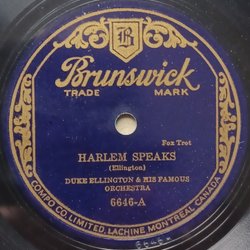 B
Brunswick
TRADE MARK
Fox Trot
HARLEM SPEAKS
(Ellington)
DUKE ELLINGTON & HIS FAMOUS
ORCHESTRA
6646-A
COMPO CO. LIMITED, LACHINE MONTREAL CANADA